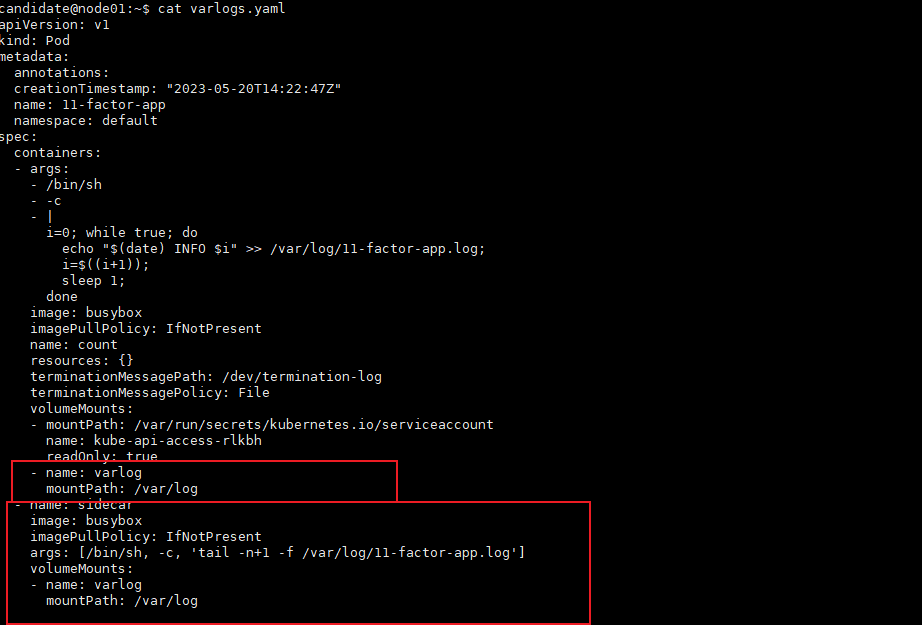 candidate@node01:~$ cat varlogs.yaml
apiVersion: v1
kind: Pod
metadata:
  annotations:
  creationTimestamp: "2023-05-20T14:22:47Z"
  name: 11-factor-app
  namespace: default
spec:
  containers:
  - args:
    - /bin/sh
    - -c
    - |
      i=0; while true; do
        echo "$(date) INFO $i" >> /var/log/11-factor-app.log;
        i=$((i+1));
        sleep 1;
      done
    image: busybox
    imagePullPolicy: IfNotPresent
    name: count
    resources: {}
    terminationMessagePath: /dev/termination-log
    terminationMessagePolicy: File
    volumeMounts:
    - mountPath: /var/run/secrets/kubernetes.io/serviceaccount
      name: kube-api-access-rlkbh
      readOnly: true
    - name: varlog
      mountPath: /var/log
  - name: sidecar
    image: busybox
    imagePullPolicy: IfNotPresent
    args: [/bin/sh, -c, 'tail -n+1 -f /var/log/11-factor-app.log']
    volumeMounts:
    - name: varlog
      mountPath: /var/log